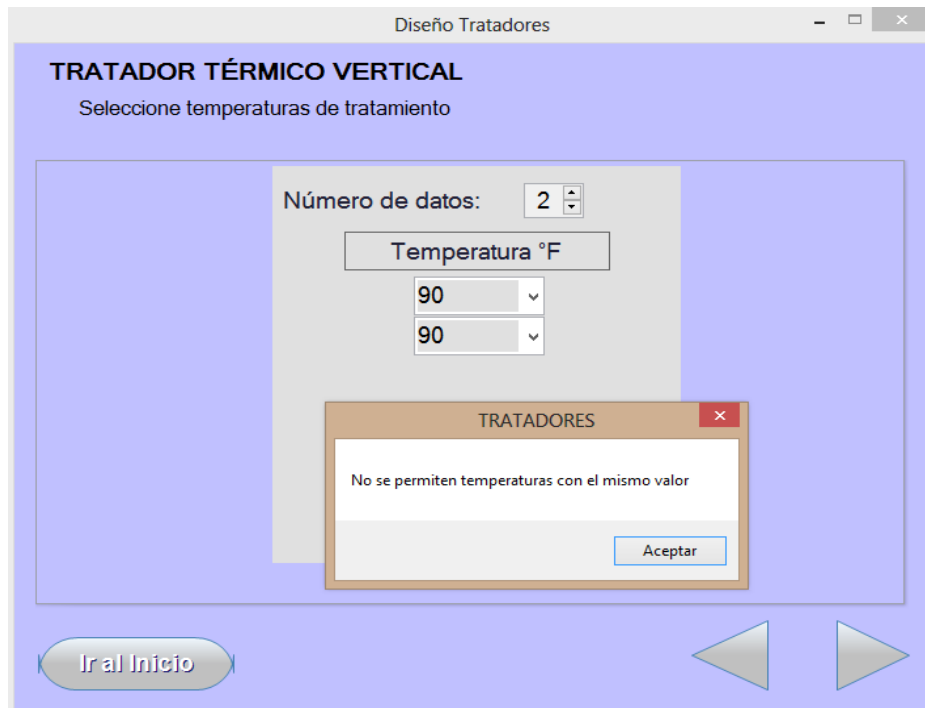 Diseño Tratadores
TRATADOR TÉRMICO VERTICAL
Seleccione temperaturas de tratamiento
Número de datos: 2
Temperatura °F
90
90
TRATADORES
No se permiten temperaturas con el mismo valor
Aceptar
Ir al Inicio